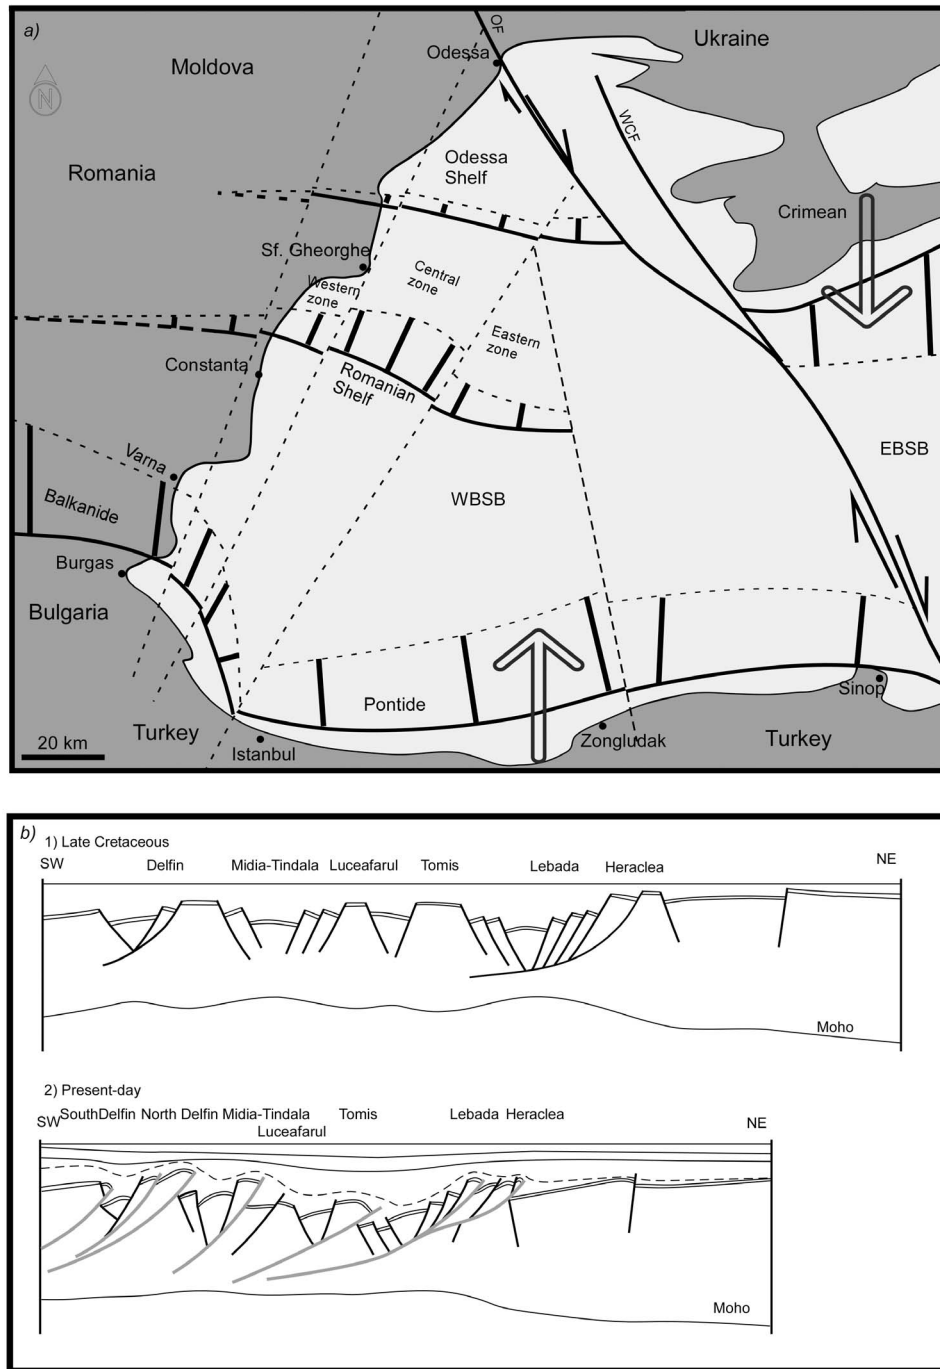 a)
N
OF
Odessa
Ukraine
Moldova
WCF
Odessa
Shelf
Romania
Crimean
Sf. Gheorghe
Central
zone
Western
zone
Eastern
zone
Constanta
Romanian
Shelf
EBSB
Varna
WBSB
Balkanide
Burgas
Bulgaria
Sinop
Pontide
Turkey
Istanbul
Zongludak
Turkey
20 km
b)
1) Late Cretaceous
SW
Delfin
Midia-Tindala
Luceafarul
Tomis
Lebada
Heraclea
NE
Moho
2) Present-day
SW
SouthDelfin
North Delfin
Midia-Tindala
Luceafarul
Tomis
Lebada
Heraclea
NE
Moho